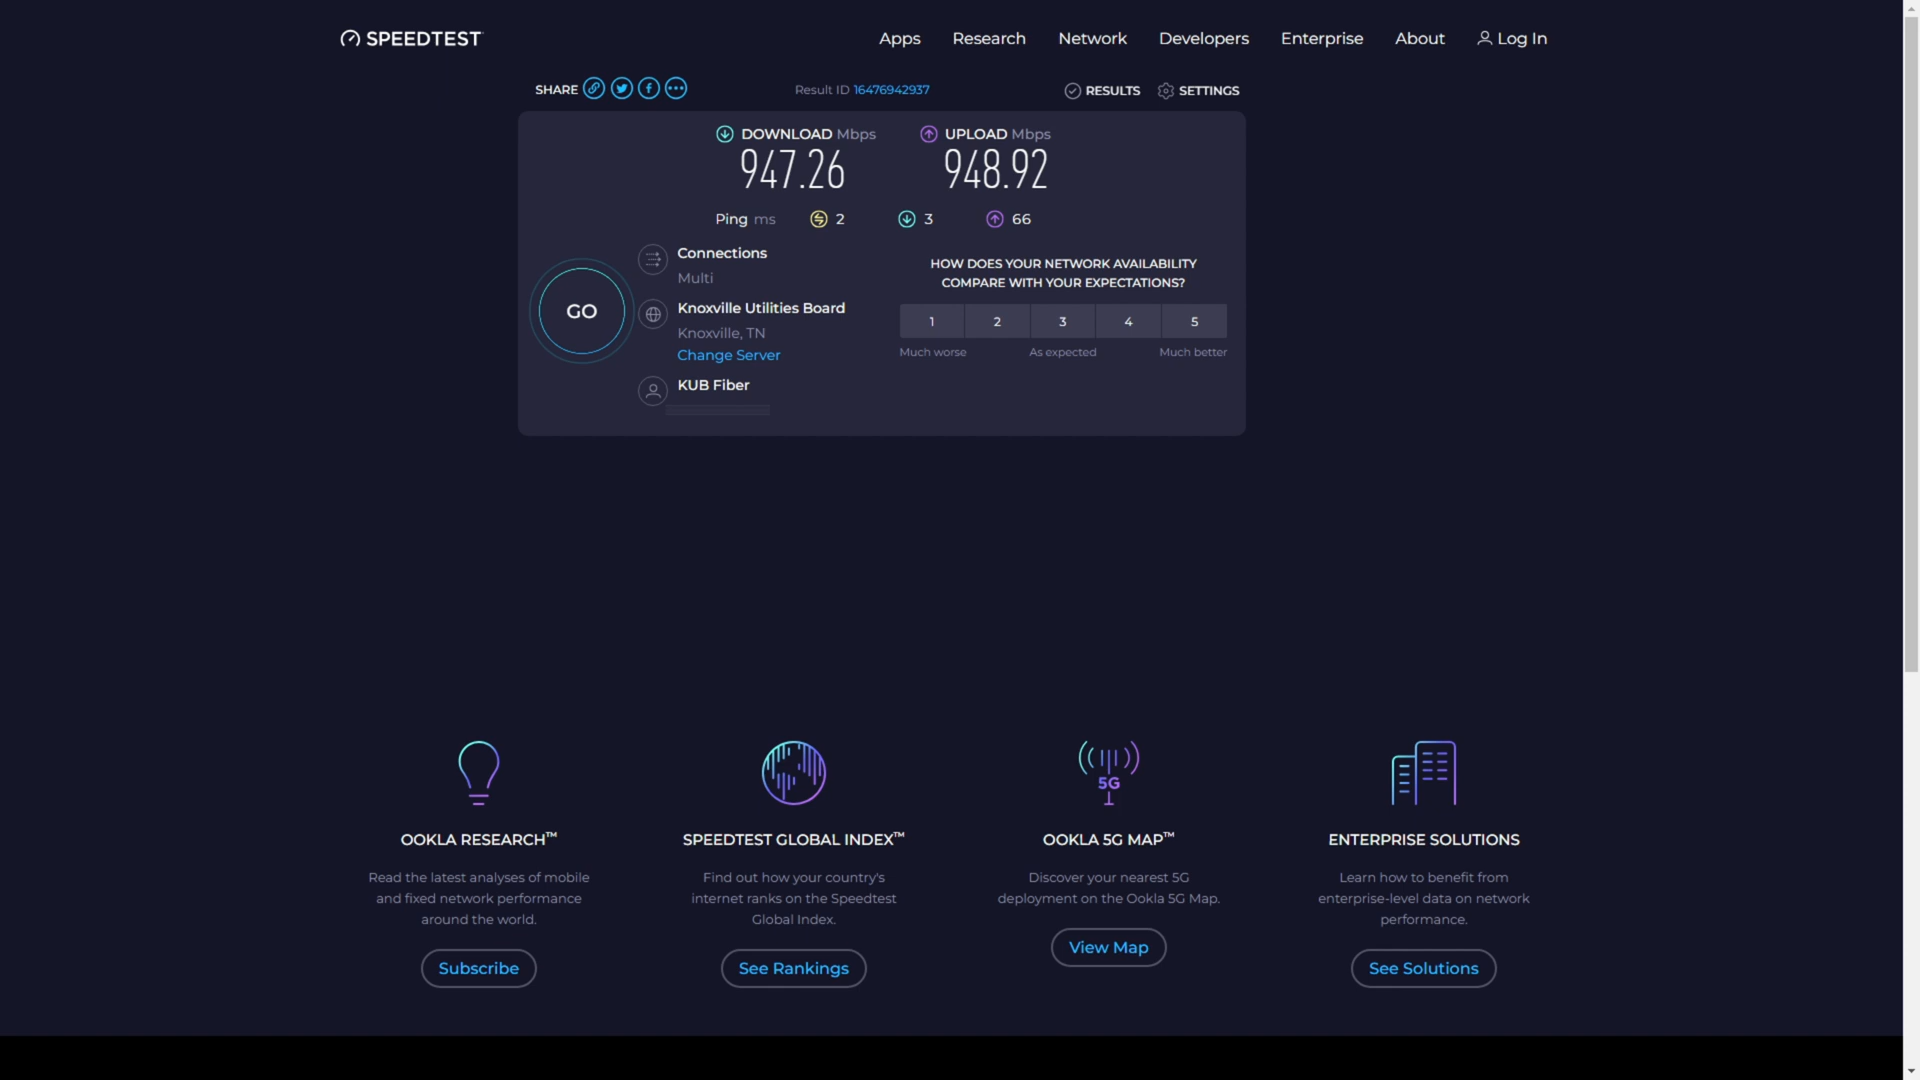 SPEEDTEST
Apps Research Network Developers Enterprise About Log In
SHARE Result ID 16476942937 RESULTS SETTINGS
DOWNLOAD Mbps UPLOAD Mbps
947.26 948.92
Ping ms 2 3 66
GO
Connections
Multi
Knoxville Utilities Board
Knoxville, TN
Change Server
KUB Fiber
HOW DOES YOUR NETWORK AVAILABILITY
COMPARE WITH YOUR EXPECTATIONS?
1 2 3 4 5
Much worse As expected Much better
OOKLA RESEARCH™
Read the latest analyses of mobile
and fixed network performance
around the world.
Subscribe
SPEEDTEST GLOBAL INDEX™
Find out how your country's
internet ranks on the Speedtest
Global Index.
See Rankings
5G
OOKLA 5G MAP™
Discover your nearest 5G
deployment on the Ookla 5G Map.
View Map
ENTERPRISE SOLUTIONS
Learn how to benefit from
enterprise-level data on network
performance.
See Solutions